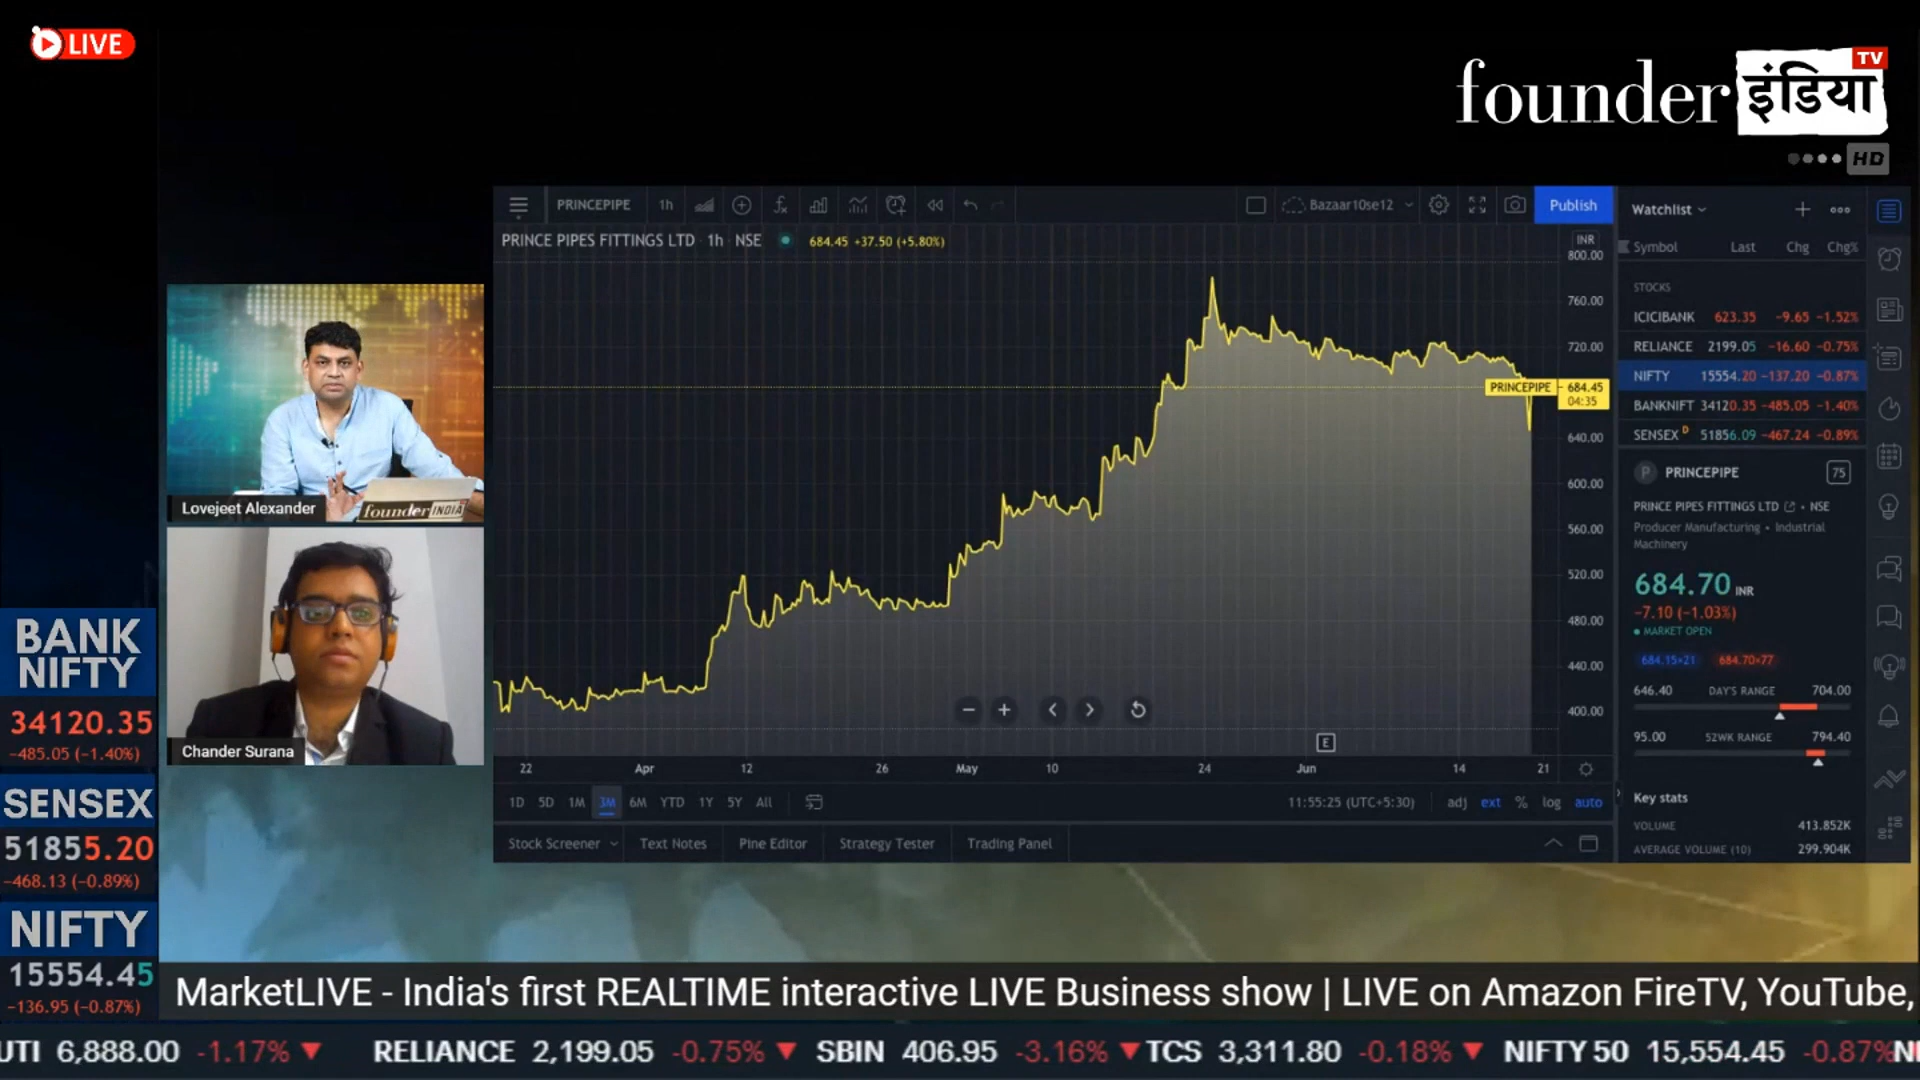 LIVE
founder इंडिया TV
HD
PRINCEPIPE 1h Bazaar10se12 Publish
PRINCE PIPES FITTINGS LTD 1h NSE 684.45 +37.50 (+5.80%)
INR
800.00
760.00
720.00
PRINCEPIPE 684.45
04:35
640.00
600.00
560.00
520.00
480.00
440.00
400.00
E
22 Apr 12 26 May 10 24 Jun 14 21
1D 5D 1M 3M 6M YTD 1Y 5Y All
11:55:25 (UTC+5:30) adj ext % log auto
Stock Screener Text Notes Pine Editor Strategy Tester Trading Panel
Watchlist
Symbol Last Chg Chg%
STOCKS
ICICIBANK 623.35 −9.65 −1.52%
RELIANCE 2199.05 −16.60 −0.75%
NIFTY 15554.20 −137.20 −0.87%
BANKNIFT 34120.35 −485.05 −1.40%
SENSEX D 51856.09 −467.24 −0.89%
P PRINCEPIPE 75
PRINCE PIPES FITTINGS LTD • NSE
Producer Manufacturing • Industrial
Machinery
684.70 INR
−7.10 (−1.03%)
MARKET OPEN
684.15×21 684.70×77
646.40 DAY'S RANGE 704.00
95.00 52WK RANGE 794.40
Key stats
VOLUME 413.852K
AVERAGE VOLUME (10) 299.904K
founder INDIA
Lovejeet Alexander
Chander Surana
BANK
NIFTY
34120.35
−485.05 (−1.40%)
SENSEX
51855.20
−468.13 (−0.89%)
NIFTY
15554.45
−136.95 (−0.87%)
MarketLIVE - India's first REALTIME interactive LIVE Business show | LIVE on Amazon FireTV, YouTube,
UTI 6,888.00 -1.17% ▼ RELIANCE 2,199.05 -0.75% ▼ SBIN 406.95 -3.16% ▼ TCS 3,311.80 -0.18% ▼ NIFTY 50 15,554.45 -0.87%